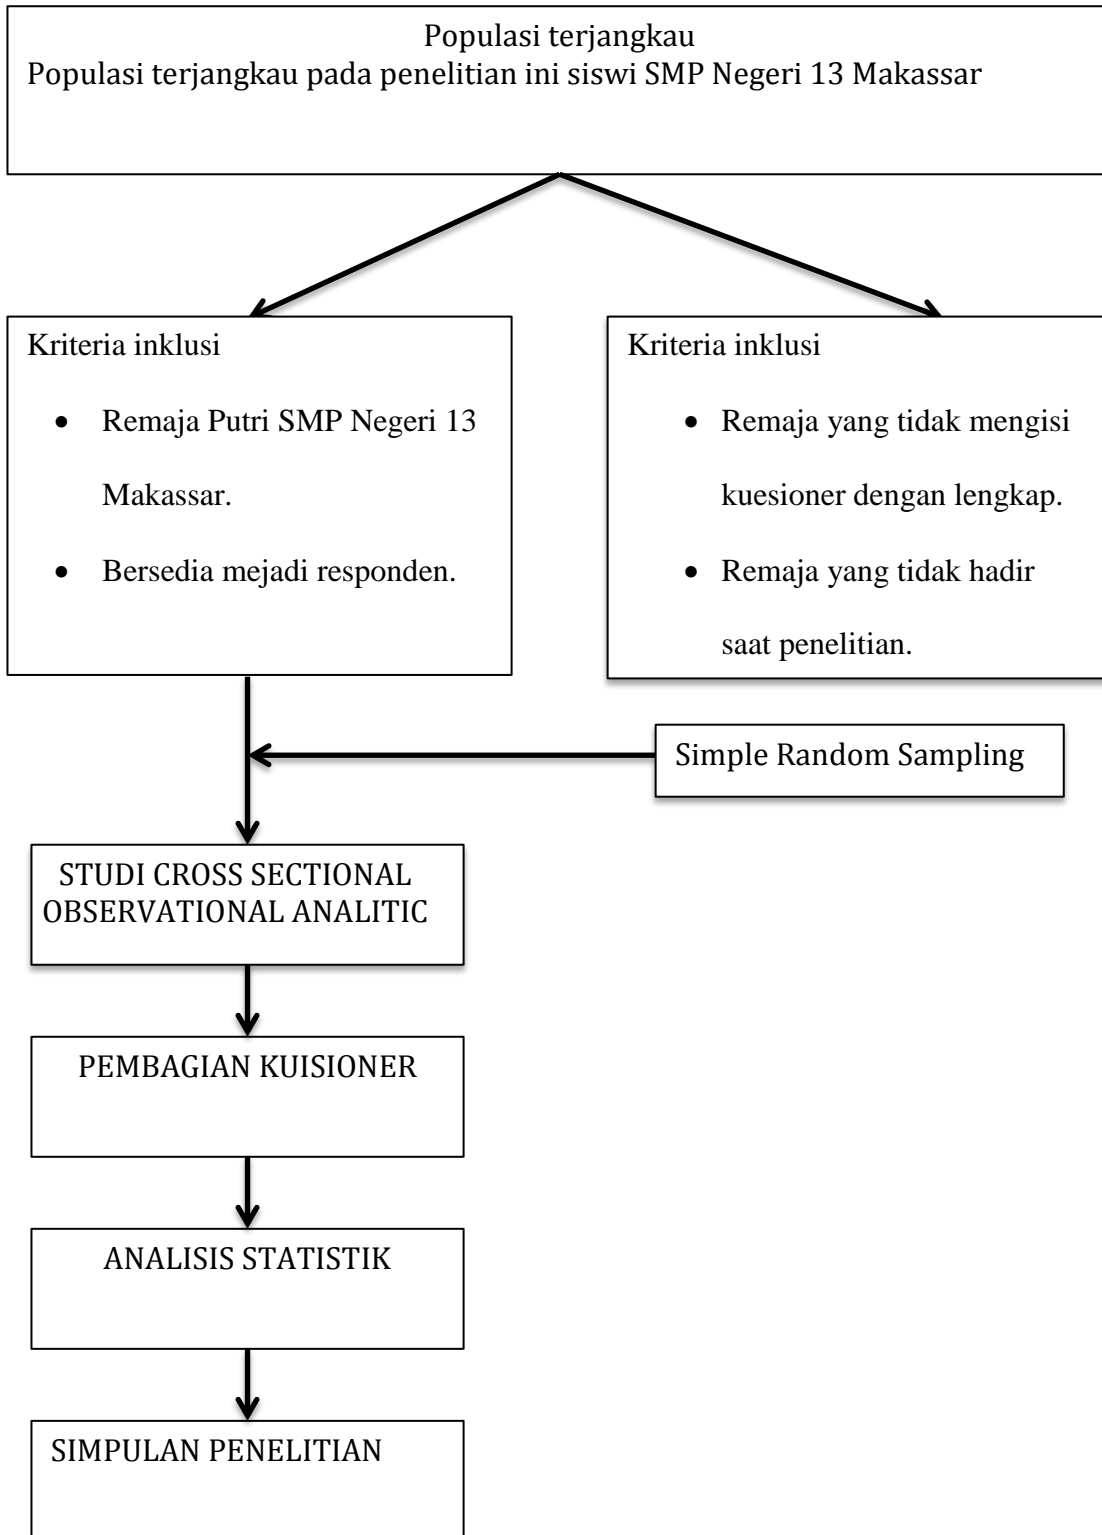 Populasi terjangkau
Populasi terjangkau pada penelitian ini siswi SMP Negeri 13 Makassar
Kriteria inklusi
• Remaja Putri SMP Negeri 13
Makassar.
• Bersedia mejadi responden.
Kriteria inklusi
• Remaja yang tidak mengisi
kuesioner dengan lengkap.
• Remaja yang tidak hadir
saat penelitian.
Simple Random Sampling
STUDI CROSS SECTIONAL
OBSERVATIONAL ANALITIC
PEMBAGIAN KUISIONER
ANALISIS STATISTIK
SIMPULAN PENELITIAN